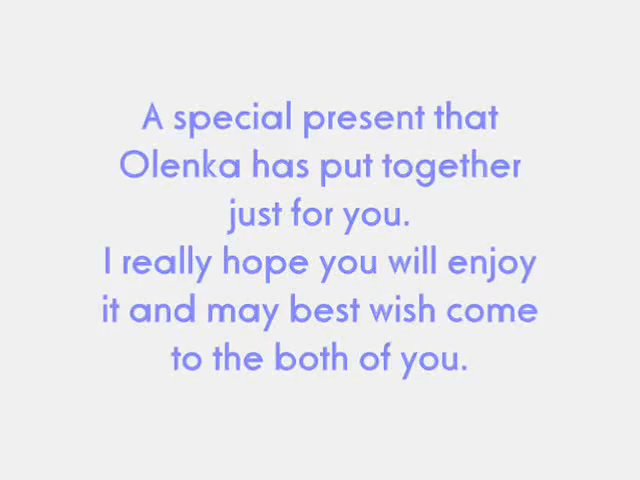 A special present that
Olenka has put together
just for you.
I really hope you will enjoy
it and may best wish come
to the both of you.